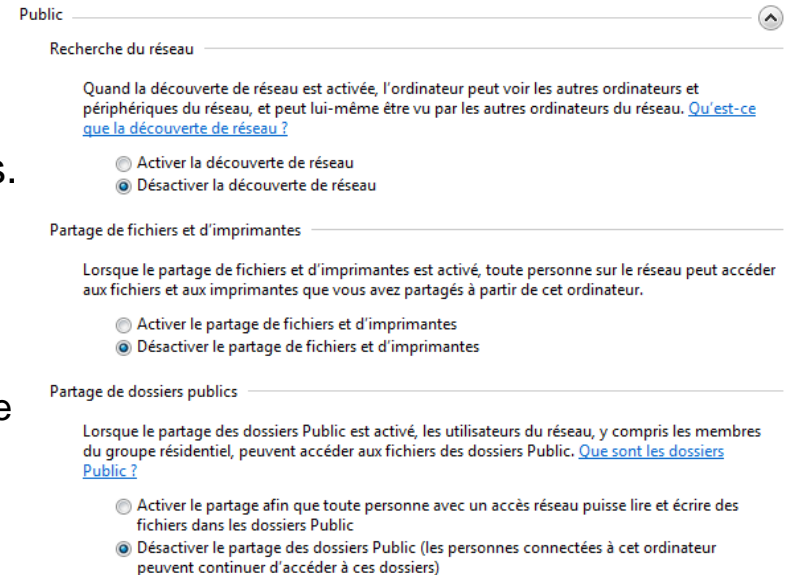 Public
Recherche du réseau
Quand la découverte de réseau est activée, l'ordinateur peut voir les autres ordinateurs et
périphériques du réseau, et peut lui-même être vu par les autres ordinateurs du réseau. Qu'est-ce
que la découverte de réseau ?
Activer la découverte de réseau
s.
Désactiver la découverte de réseau
Partage de fichiers et d'imprimantes
Lorsque le partage de fichiers et d'imprimantes est activé, toute personne sur le réseau peut accéder
aux fichiers et aux imprimantes que vous avez partagés à partir de cet ordinateur.
Activer le partage de fichiers et d'imprimantes
Désactiver le partage de fichiers et d'imprimantes
Partage de dossiers publics
e
Lorsque le partage des dossiers Public est activé, les utilisateurs du réseau, y compris les membres
du groupe résidentiel, peuvent accéder aux fichiers des dossiers Public. Que sont les dossiers
Public ?
Activer le partage afin que toute personne avec un accès réseau puisse lire et écrire des
fichiers dans les dossiers Public
Désactiver le partage des dossiers Public (les personnes connectées à cet ordinateur
peuvent continuer d'accéder à ces dossiers)